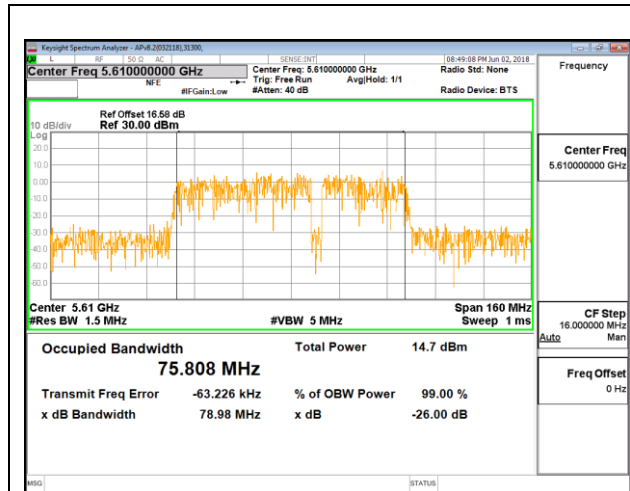 Keysight Spectrum Analyzer - APv8.2(032118),31300,
L RF 50 Ω AC SENSE:INT 08:49:08 PM Jun 02, 2018
Center Freq 5.610000000 GHz
NFE
#IFGain:Low
Center Freq: 5.610000000 GHz
Trig: Free Run Avg|Hold: 1/1
#Atten: 40 dB
Radio Std: None
Radio Device: BTS
Frequency
Ref Offset 16.58 dB
10 dB/div Ref 30.00 dBm
Log
20.0
10.0
0.00
-10.0
-20.0
-30.0
-40.0
-50.0
-60.0
Center 5.61 GHz Span 160 MHz
#Res BW 1.5 MHz #VBW 5 MHz Sweep 1 ms
Occupied Bandwidth Total Power 14.7 dBm
75.808 MHz
Transmit Freq Error -63.226 kHz % of OBW Power 99.00 %
x dB Bandwidth 78.98 MHz x dB -26.00 dB
Center Freq
5.610000000 GHz
CF Step
16.000000 MHz
Auto Man
Freq Offset
0 Hz
MSG STATUS